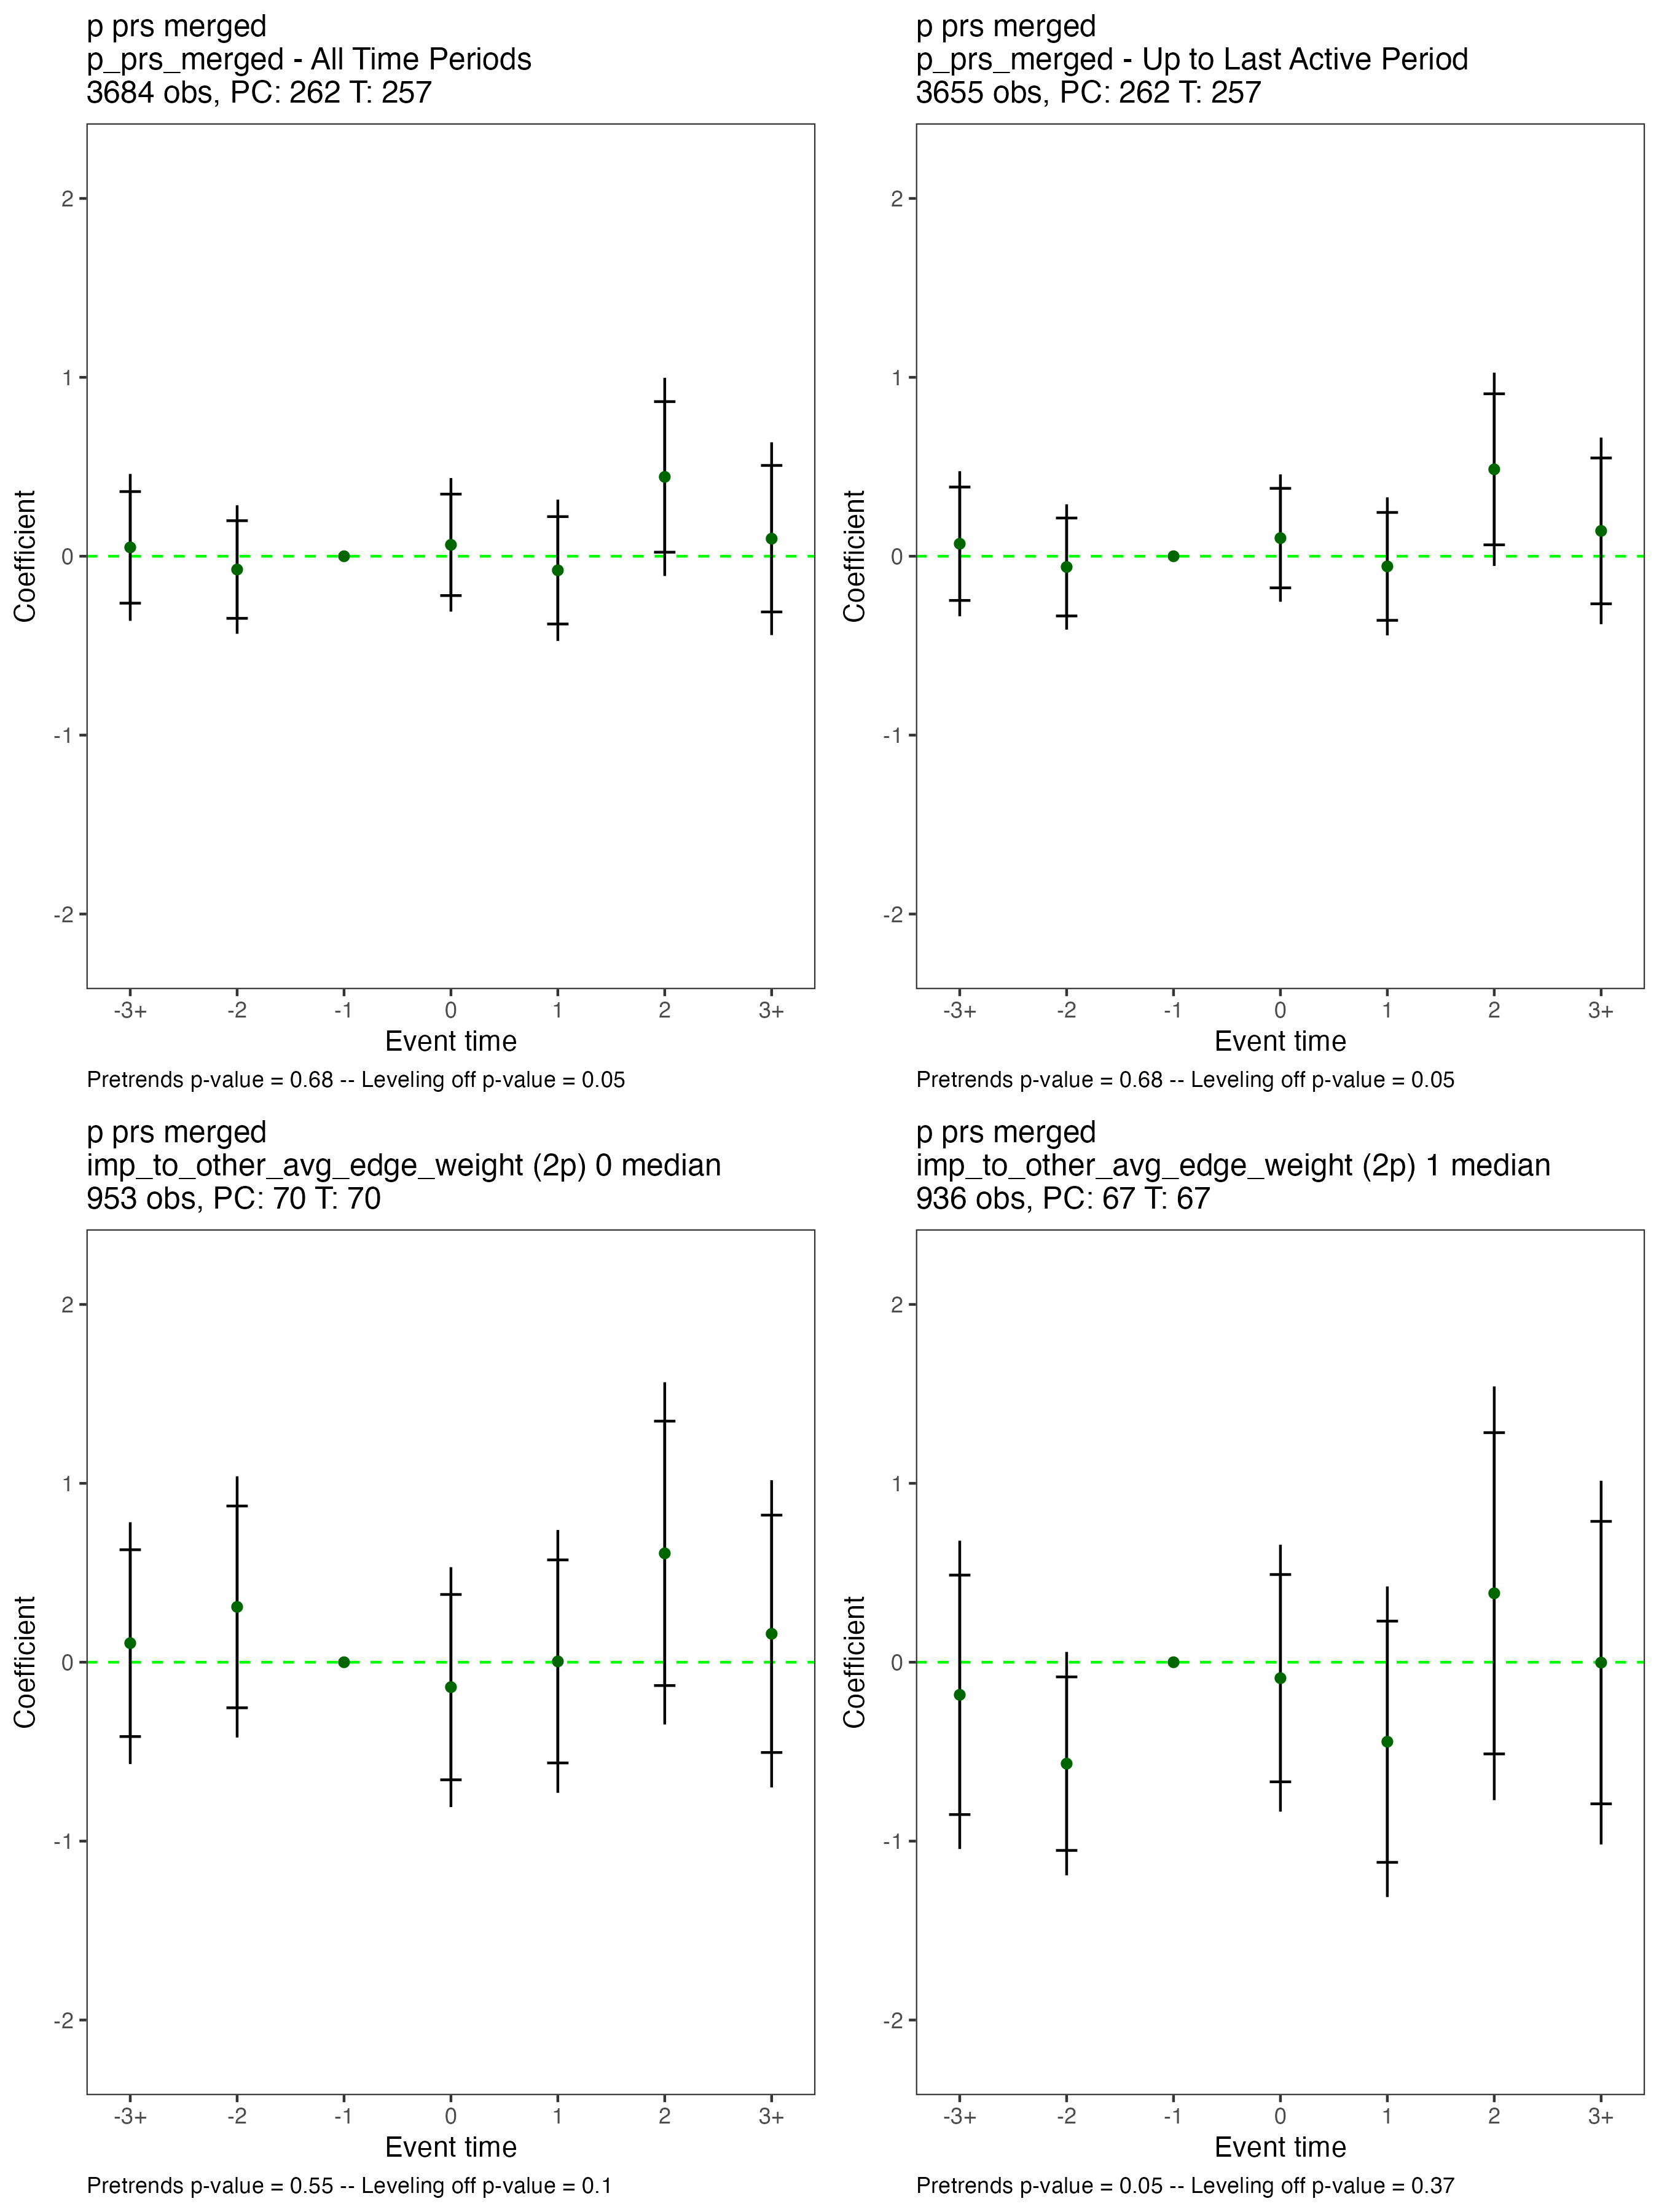 p prs merged
p_prs_merged - All Time Periods
3684 obs, PC: 262 T: 257
2
1
0
-1
-2
Coefficient
-3+
-2
-1
0
1
2
3+
Event time
Pretrends p-value = 0.68 -- Leveling off p-value = 0.05
p prs merged
p_prs_merged - Up to Last Active Period
3655 obs, PC: 262 T: 257
2
1
0
-1
-2
Coefficient
-3+
-2
-1
0
1
2
3+
Event time
Pretrends p-value = 0.68 -- Leveling off p-value = 0.05
p prs merged
imp_to_other_avg_edge_weight (2p) 0 median
953 obs, PC: 70 T: 70
2
1
0
-1
-2
Coefficient
-3+
-2
-1
0
1
2
3+
Event time
Pretrends p-value = 0.55 -- Leveling off p-value = 0.1
p prs merged
imp_to_other_avg_edge_weight (2p) 1 median
936 obs, PC: 67 T: 67
2
1
0
-1
-2
Coefficient
-3+
-2
-1
0
1
2
3+
Event time
Pretrends p-value = 0.05 -- Leveling off p-value = 0.37